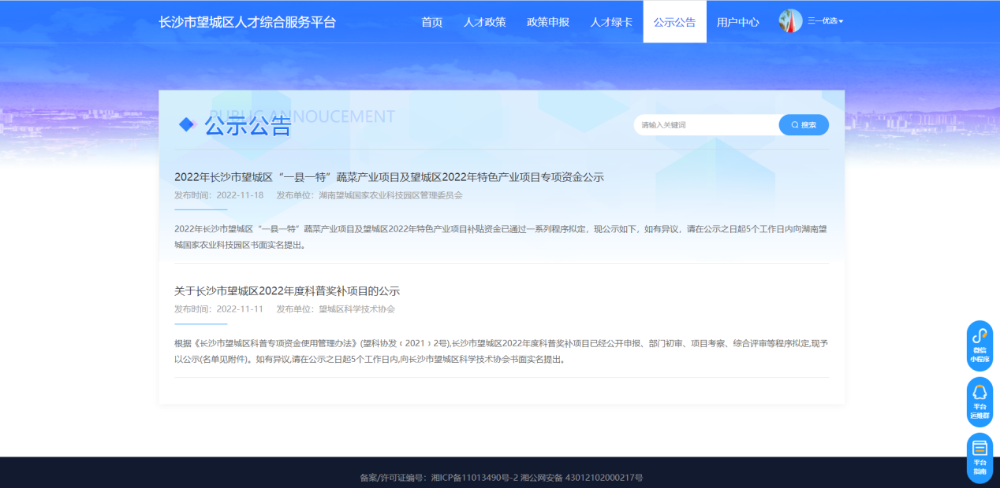 长沙市望城区人才综合服务平台
首页 人才政策 政策申报 人才绿卡 公示公告 用户中心 三一优选
PUBLIC ANNOUCEMENT
公示公告
请输入关键词 搜索
2022年长沙市望城区“一县一特”蔬菜产业项目及望城区2022年特色产业项目专项资金公示
发布时间：2022-11-18 发布单位：湖南望城国家农业科技园区管理委员会
2022年长沙市望城区“一县一特”蔬菜产业项目及望城区2022年特色产业项目补贴资金已通过一系列程序拟定，现公示如下，如有异议，请在公示之日起5个工作日内向湖南望
城国家农业科技园区书面实名提出。
关于长沙市望城区2022年度科普奖补项目的公示
发布时间：2022-11-11 发布单位：望城区科学技术协会
根据《长沙市望城区科普专项资金使用管理办法》(望科协发﹝2021﹞2号),长沙市望城区2022年度科普奖补项目已经公开申报、部门初审、项目考察、综合评审等程序拟定,现予
以公示(名单见附件)。如有异议,请在公示之日起5个工作日内,向长沙市望城区科学技术协会书面实名提出。
微信
小程序
平台
运维群
平台
指南
备案/许可证编号：湘ICP备11013490号-2 湘公网安备 43012102000217号